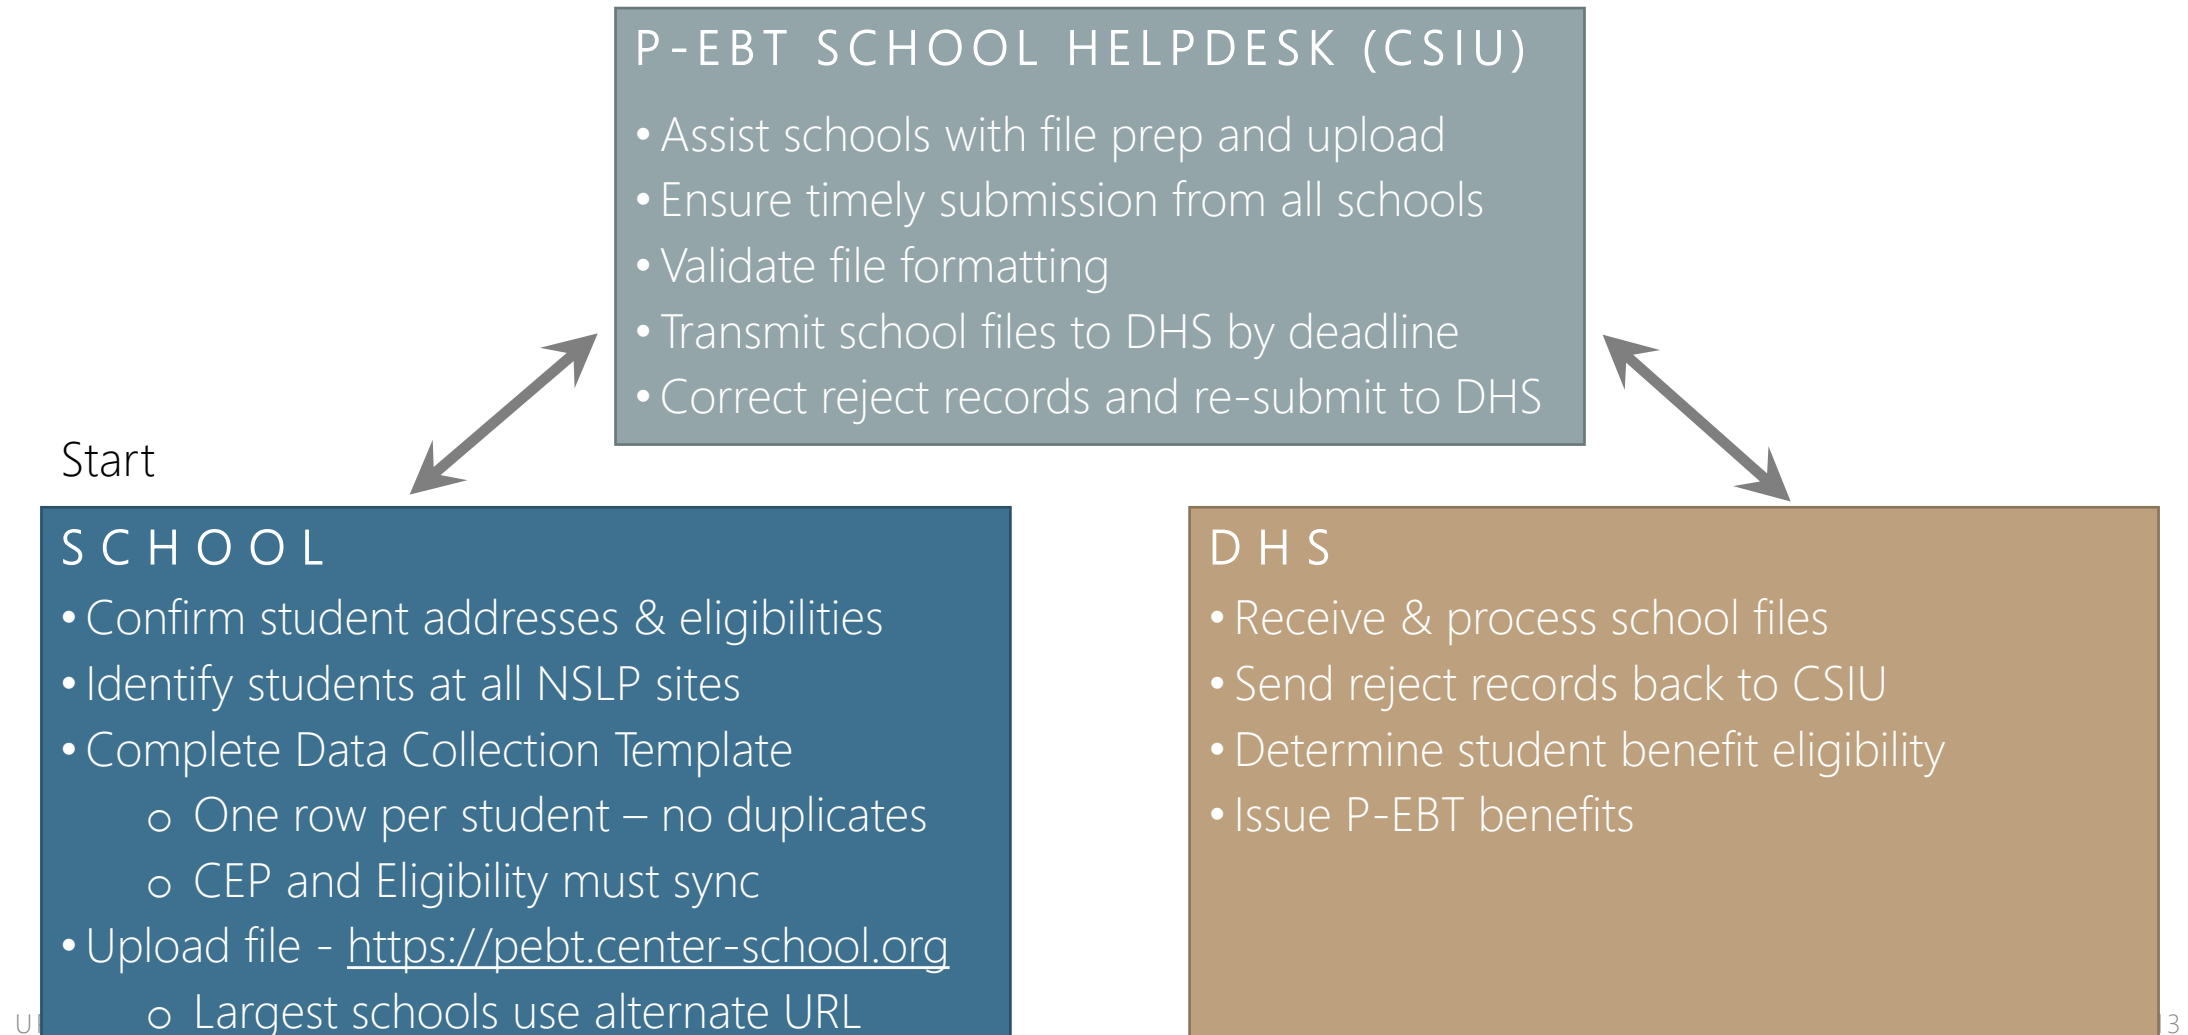 P-EBT SCHOOL HELPDESK (CSIU)
• Assist schools with file prep and upload
• Ensure timely submission from all schools
• Validate file formatting
• Transmit school files to DHS by deadline
• Correct reject records and re-submit to DHS
Start
SCHOOL
• Confirm student addresses & eligibilities
• Identify students at all NSLP sites
• Complete Data Collection Template
o One row per student – no duplicates
o CEP and Eligibility must sync
• Upload file - https://pebt.center-school.org
o Largest schools use alternate URL
DHS
• Receive & process school files
• Send reject records back to CSIU
• Determine student benefit eligibility
• Issue P-EBT benefits